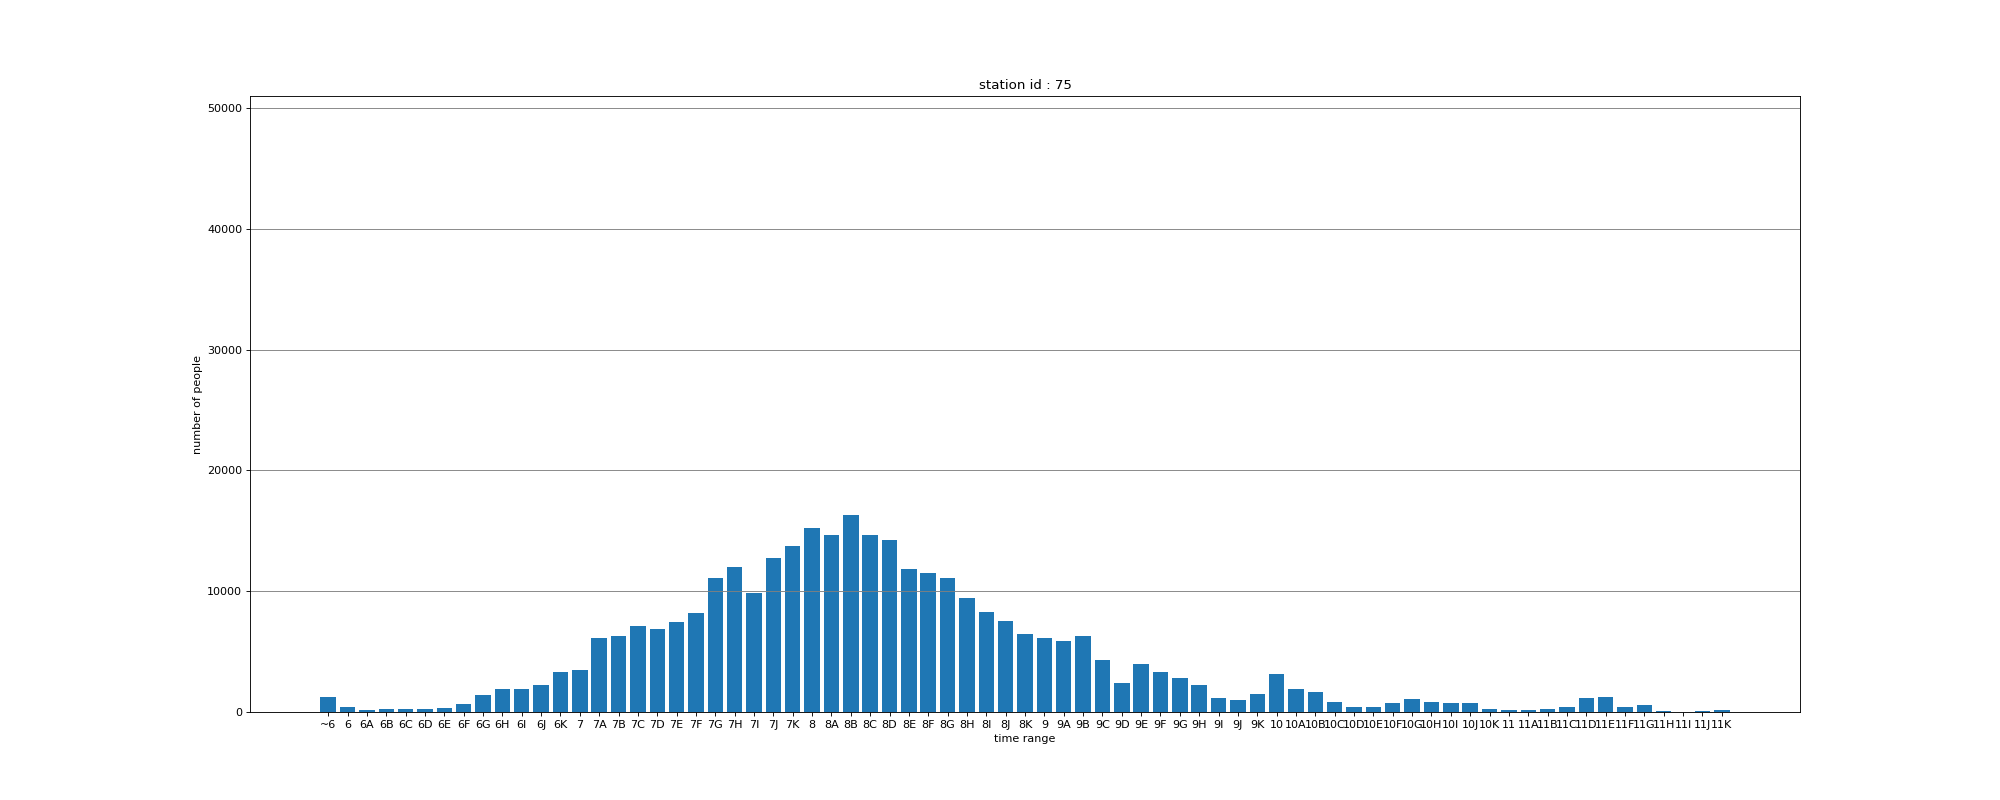 station id : 75
50000
40000
30000
20000
10000
0
number of people
~6 6 6A 6B 6C 6D 6E 6F 6G 6H 6I 6J 6K 7 7A 7B 7C 7D 7E 7F 7G 7H 7I 7J 7K 8 8A 8B 8C 8D 8E 8F 8G 8H 8I 8J 8K 9 9A 9B 9C 9D 9E 9F 9G 9H 9I 9J 9K 10 10A 10B 10C 10D 10E 10F 10G 10H 10I 10J 10K 11 11A 11B 11C 11D 11E 11F 11G 11H 11I 11J 11K
time range